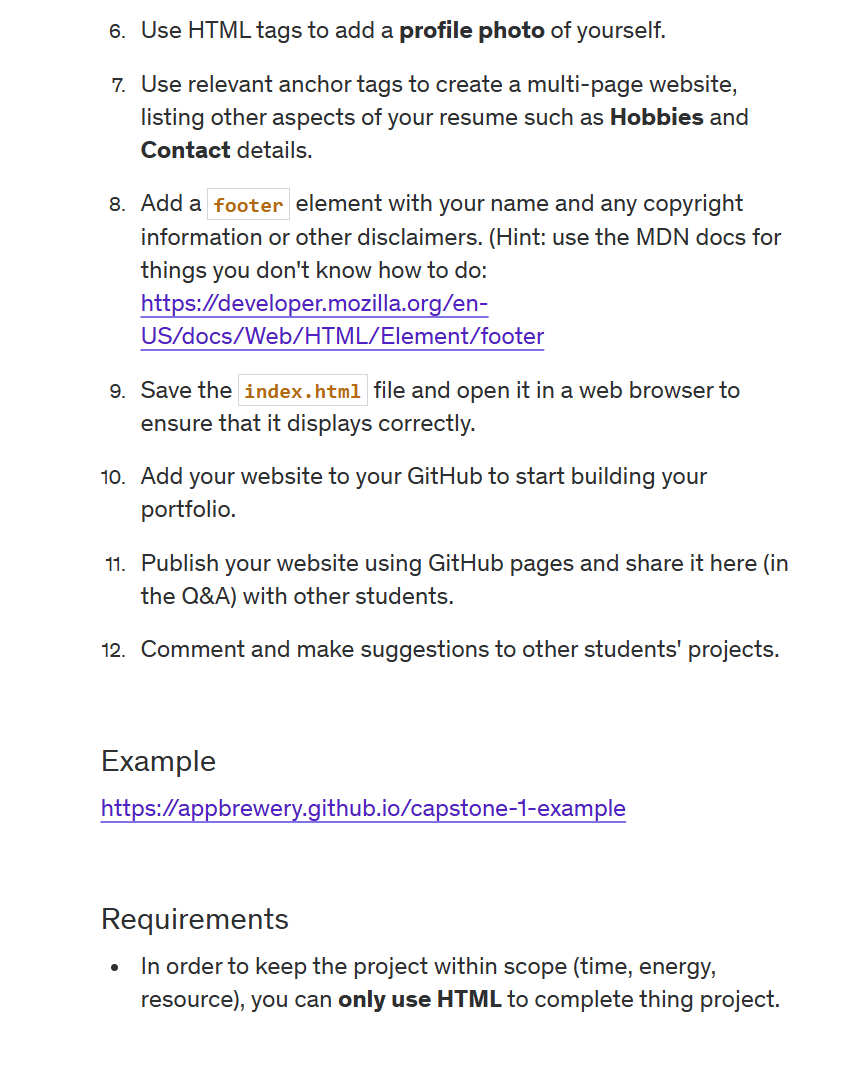 6. Use HTML tags to add a profile photo of yourself.
7. Use relevant anchor tags to create a multi-page website,
listing other aspects of your resume such as Hobbies and
Contact details.
8. Add a footer element with your name and any copyright
information or other disclaimers. (Hint: use the MDN docs for
things you don't know how to do:
https://developer.mozilla.org/en-
US/docs/Web/HTML/Element/footer
9. Save the index.html file and open it in a web browser to
ensure that it displays correctly.
10. Add your website to your GitHub to start building your
portfolio.
11. Publish your website using GitHub pages and share it here (in
the Q&A) with other students.
12. Comment and make suggestions to other students' projects.
Example
https://appbrewery.github.io/capstone-1-example
Requirements
• In order to keep the project within scope (time, energy,
resource), you can only use HTML to complete thing project.